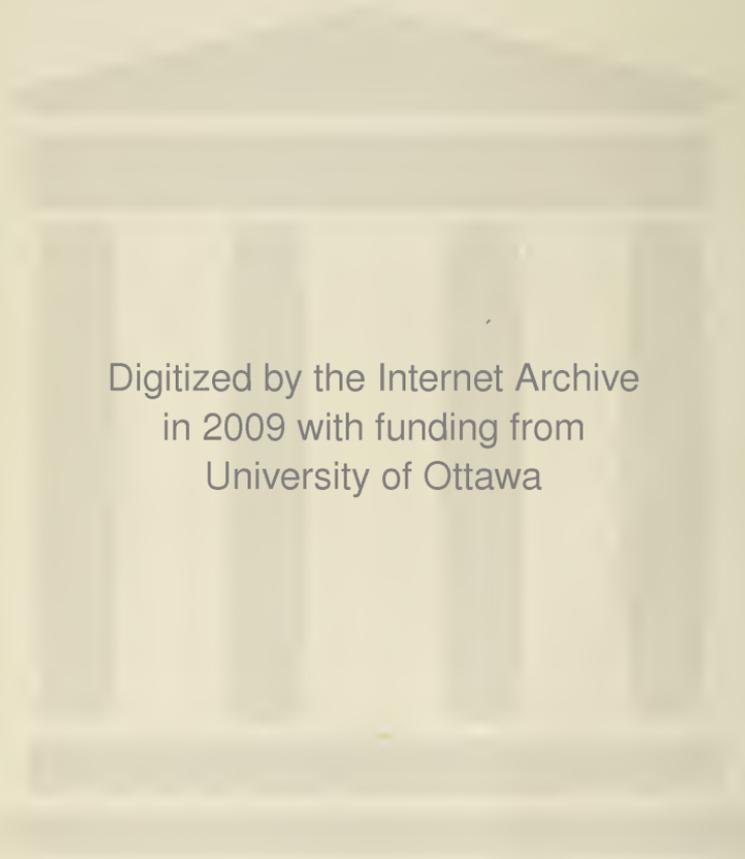 Digitized by the Internet Archive
in 2009 with funding from
University of Ottawa